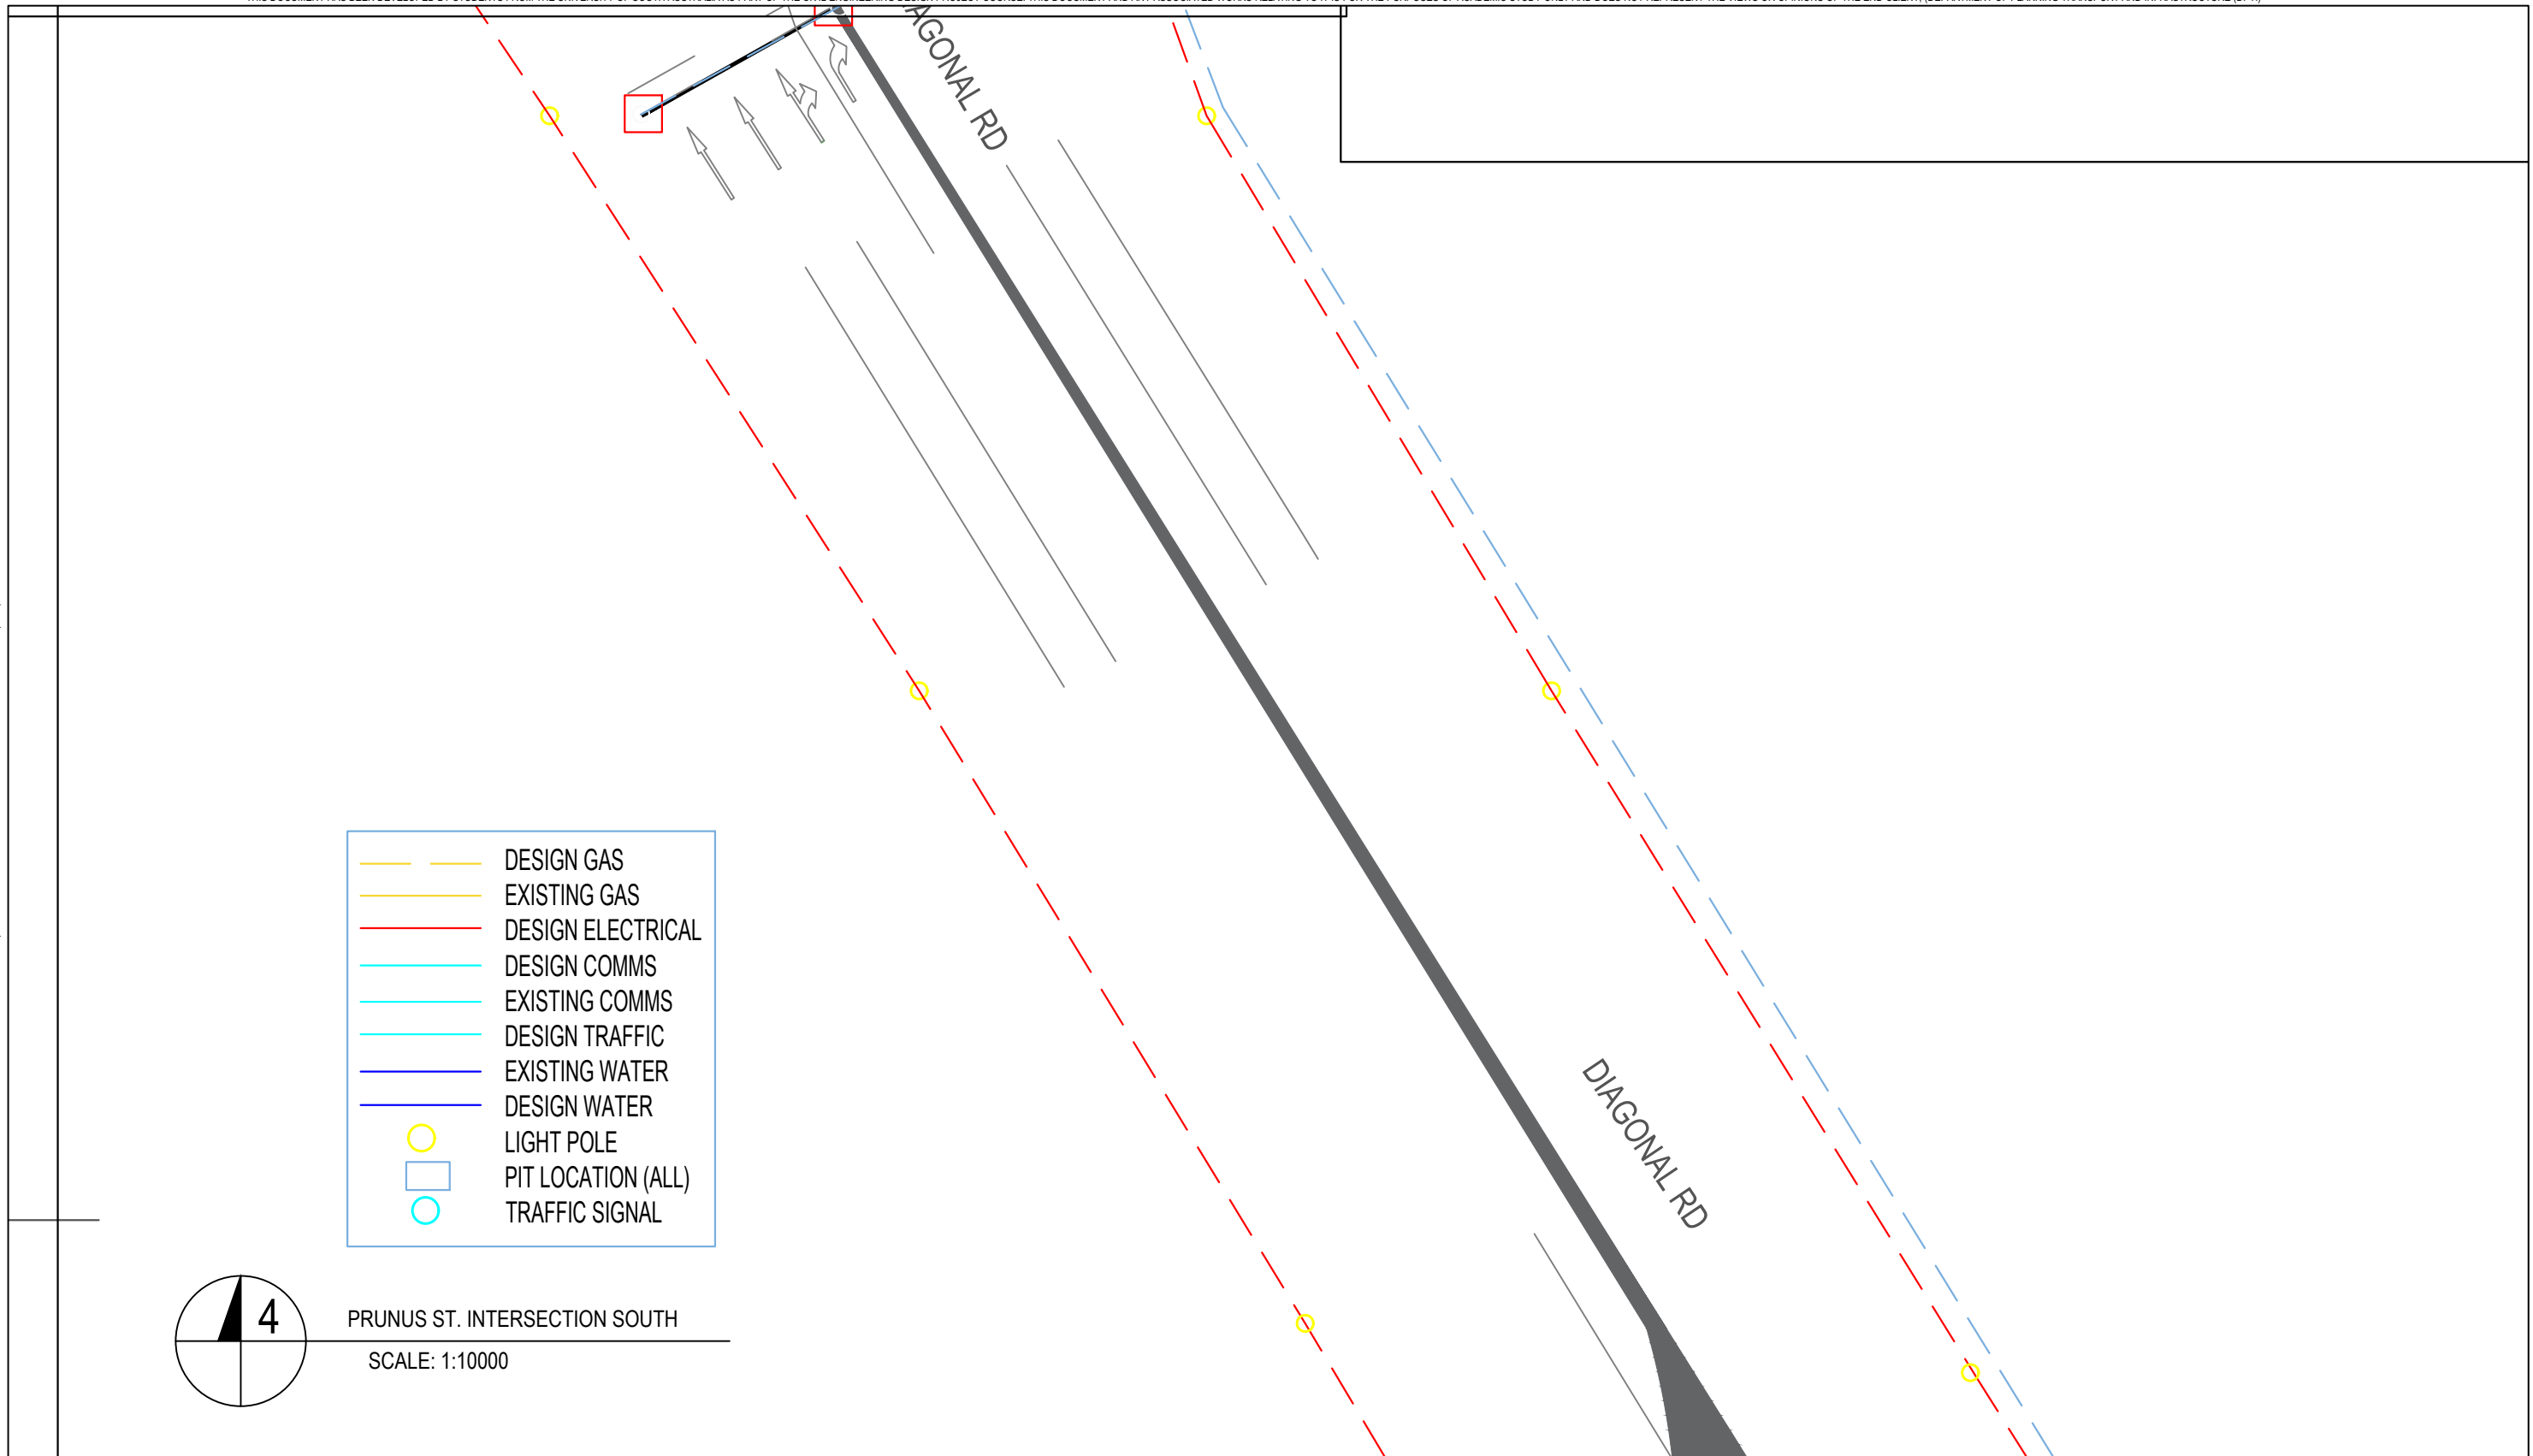 AGONAL RD
DESIGN GAS
EXISTING GAS
DESIGN ELECTRICAL
DESIGN COMMS
EXISTING COMMS
DESIGN TRAFFIC
EXISTING WATER
DESIGN WATER
LIGHT POLE
PIT LOCATION (ALL)
TRAFFIC SIGNAL
DIAGONAL RD
4
PRUNUS ST. INTERSECTION SOUTH
SCALE: 1:10000